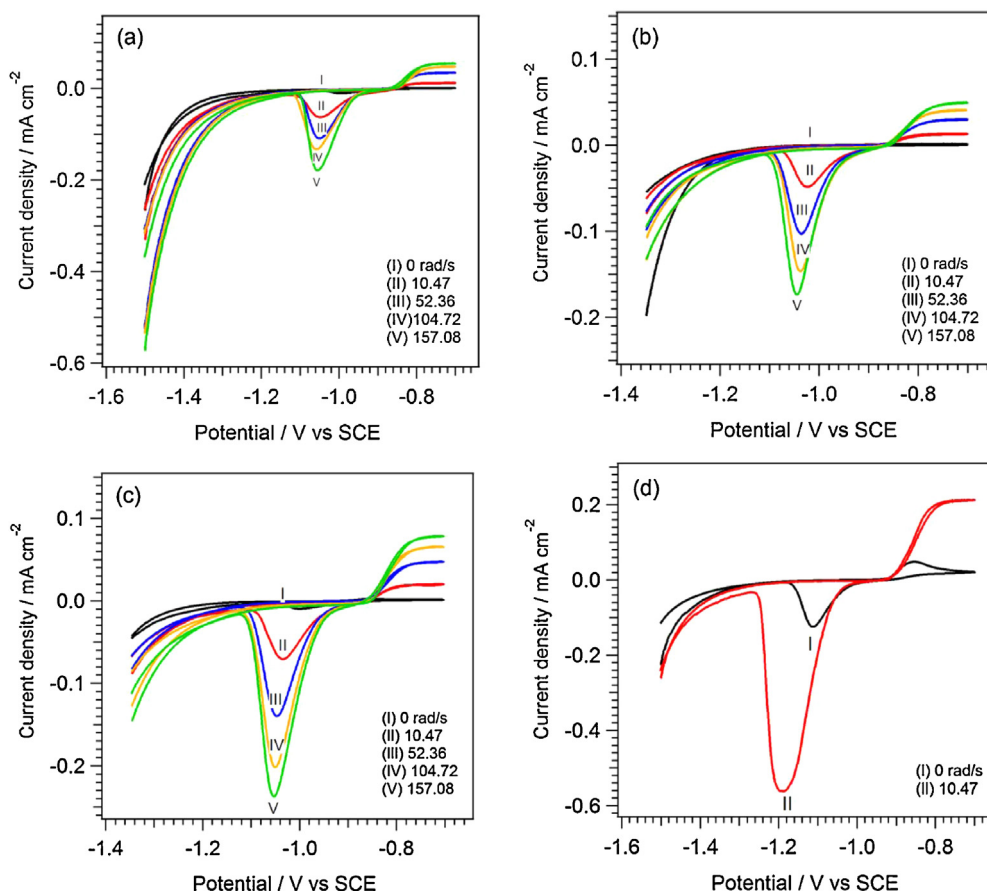 (a)
0.0
-0.2
-0.4
-0.6
Current density / mA cm-2
I
II
III
IV
V
(I) 0 rad/s
(II) 10.47
(III) 52.36
(IV)104.72
(V) 157.08
-1.6
-1.4
-1.2
-1.0
-0.8
Potential / V vs SCE
(b)
0.1
0.0
-0.1
-0.2
Current density / mA cm-2
I
II
III
IV
V
(I) 0 rad/s
(II) 10.47
(III) 52.36
(IV) 104.72
(V) 157.08
-1.4
-1.2
-1.0
-0.8
Potential / V vs SCE
(c)
0.1
0.0
-0.1
-0.2
Current density / mA cm-2
I
II
III
IV
V
(I) 0 rad/s
(II) 10.47
(III) 52.36
(IV) 104.72
(V) 157.08
-1.4
-1.2
-1.0
-0.8
Potential / V vs SCE
(d)
0.2
0.0
-0.2
-0.4
-0.6
Current density / mA cm-2
I
II
(I) 0 rad/s
(II) 10.47
-1.6
-1.4
-1.2
-1.0
-0.8
Potential / V vs SCE